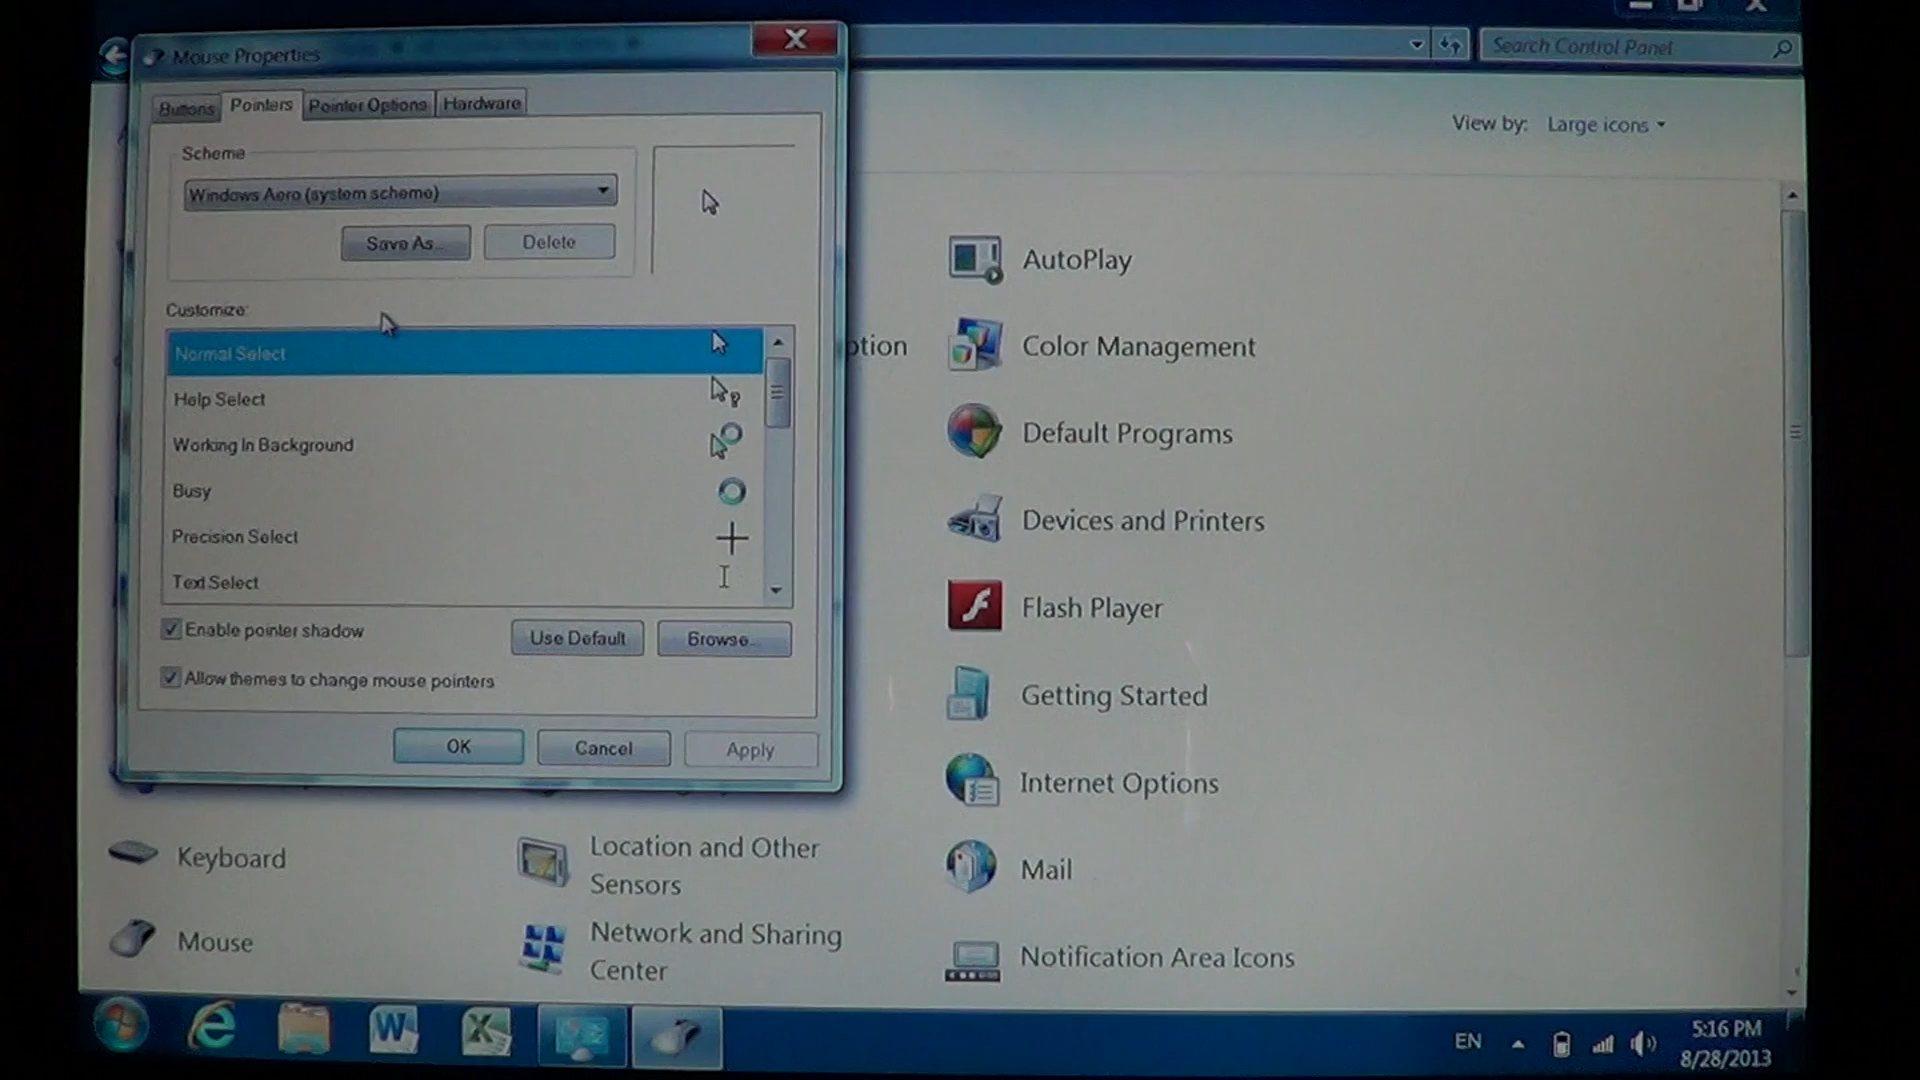 Mouse Properties
Search Control Panel
Buttons
Pointers
Pointer Options
Hardware
View by:
Large icons
Scheme
Windows Aero (system scheme)
Save As...
Delete
Customize:
Normal Select
Help Select
Working In Background
Busy
Precision Select
Text Select
Enable pointer shadow
Use Default
Browse...
Allow themes to change mouse pointers
OK
Cancel
Apply
AutoPlay
ption
Color Management
Default Programs
Devices and Printers
Flash Player
Getting Started
Internet Options
Keyboard
Location and Other
Sensors
Mail
Mouse
Network and Sharing
Center
Notification Area Icons
EN
5:16 PM
8/28/2013